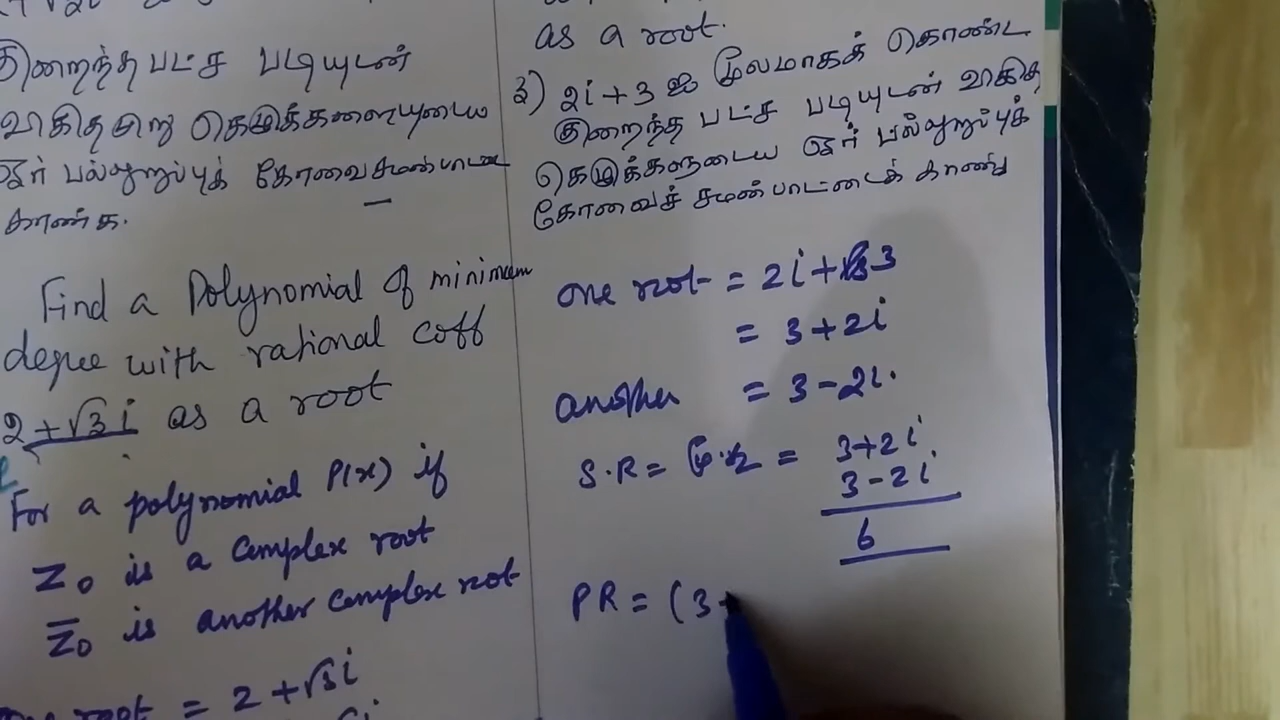 குறைந்த பட்ச படியுடன்
விகிதமுறு கெழுக்களையுடைய
ஓர் பல்லுறுப்புக் கோவை சமன்பாட்டை
காண்க.
Find a Polynomial of minimum
degree with rational coff
2+√3i as a root
For a polynomial P(x) if
Z₀ is a Complex root
Z̅₀ is another complex root
root = 2+√3i
as a root.
3) 2i+3 ஐ மூலமாகக் கொண்ட
குறைந்த பட்ச படியுடன் விகித
கெழுக்களுடைய ஓர் பல்லுறுப்புக்
கோவைச் சமன்பாட்டைக் காண்
one root = 2i+3
= 3+2i
another = 3-2i.
S.R = மூ.கூ = 3+2i
3-2i
6
PR = (3